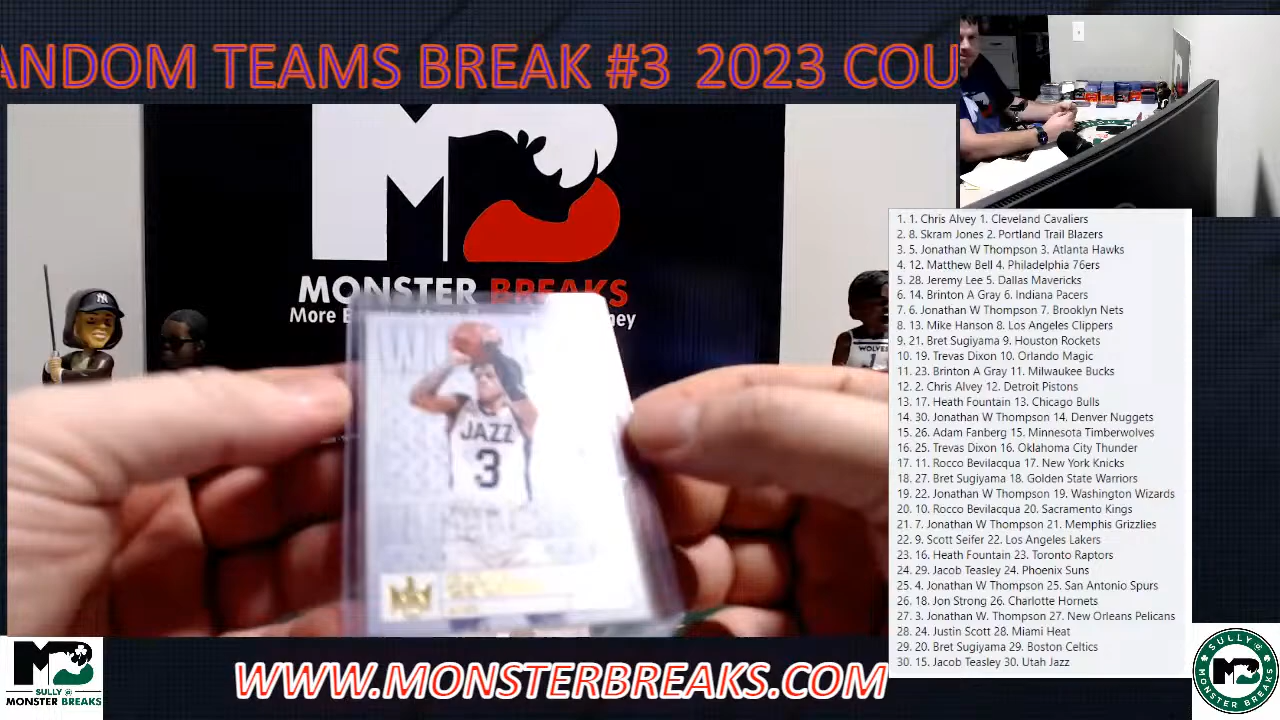 ANDOM TEAMS BREAK #3 2023 COU
MB
MONSTER BREAKS
More
ney
WOLVES
1
JAZZ
3
1. 1. Chris Alvey 1. Cleveland Cavaliers
2. 8. Skram Jones 2. Portland Trail Blazers
3. 5. Jonathan W Thompson 3. Atlanta Hawks
4. 12. Matthew Bell 4. Philadelphia 76ers
5. 28. Jeremy Lee 5. Dallas Mavericks
6. 14. Brinton A Gray 6. Indiana Pacers
7. 6. Jonathan W Thompson 7. Brooklyn Nets
8. 13. Mike Hanson 8. Los Angeles Clippers
9. 21. Bret Sugiyama 9. Houston Rockets
10. 19. Trevas Dixon 10. Orlando Magic
11. 23. Brinton A Gray 11. Milwaukee Bucks
12. 2. Chris Alvey 12. Detroit Pistons
13. 17. Heath Fountain 13. Chicago Bulls
14. 30. Jonathan W Thompson 14. Denver Nuggets
15. 26. Adam Fanberg 15. Minnesota Timberwolves
16. 25. Trevas Dixon 16. Oklahoma City Thunder
17. 11. Rocco Bevilacqua 17. New York Knicks
18. 27. Bret Sugiyama 18. Golden State Warriors
19. 22. Jonathan W Thompson 19. Washington Wizards
20. 10. Rocco Bevilacqua 20. Sacramento Kings
21. 7. Jonathan W Thompson 21. Memphis Grizzlies
22. 9. Scott Seifer 22. Los Angeles Lakers
23. 16. Heath Fountain 23. Toronto Raptors
24. 29. Jacob Teasley 24. Phoenix Suns
25. 4. Jonathan W Thompson 25. San Antonio Spurs
26. 18. Jon Strong 26. Charlotte Hornets
27. 3. Jonathan W. Thompson 27. New Orleans Pelicans
28. 24. Justin Scott 28. Miami Heat
29. 20. Bret Sugiyama 29. Boston Celtics
30. 15. Jacob Teasley 30. Utah Jazz
MB
SULLY @
MONSTER BREAKS
WWW.MONSTERBREAKS.COM
SULLY @
MB
MONSTER BREAKS